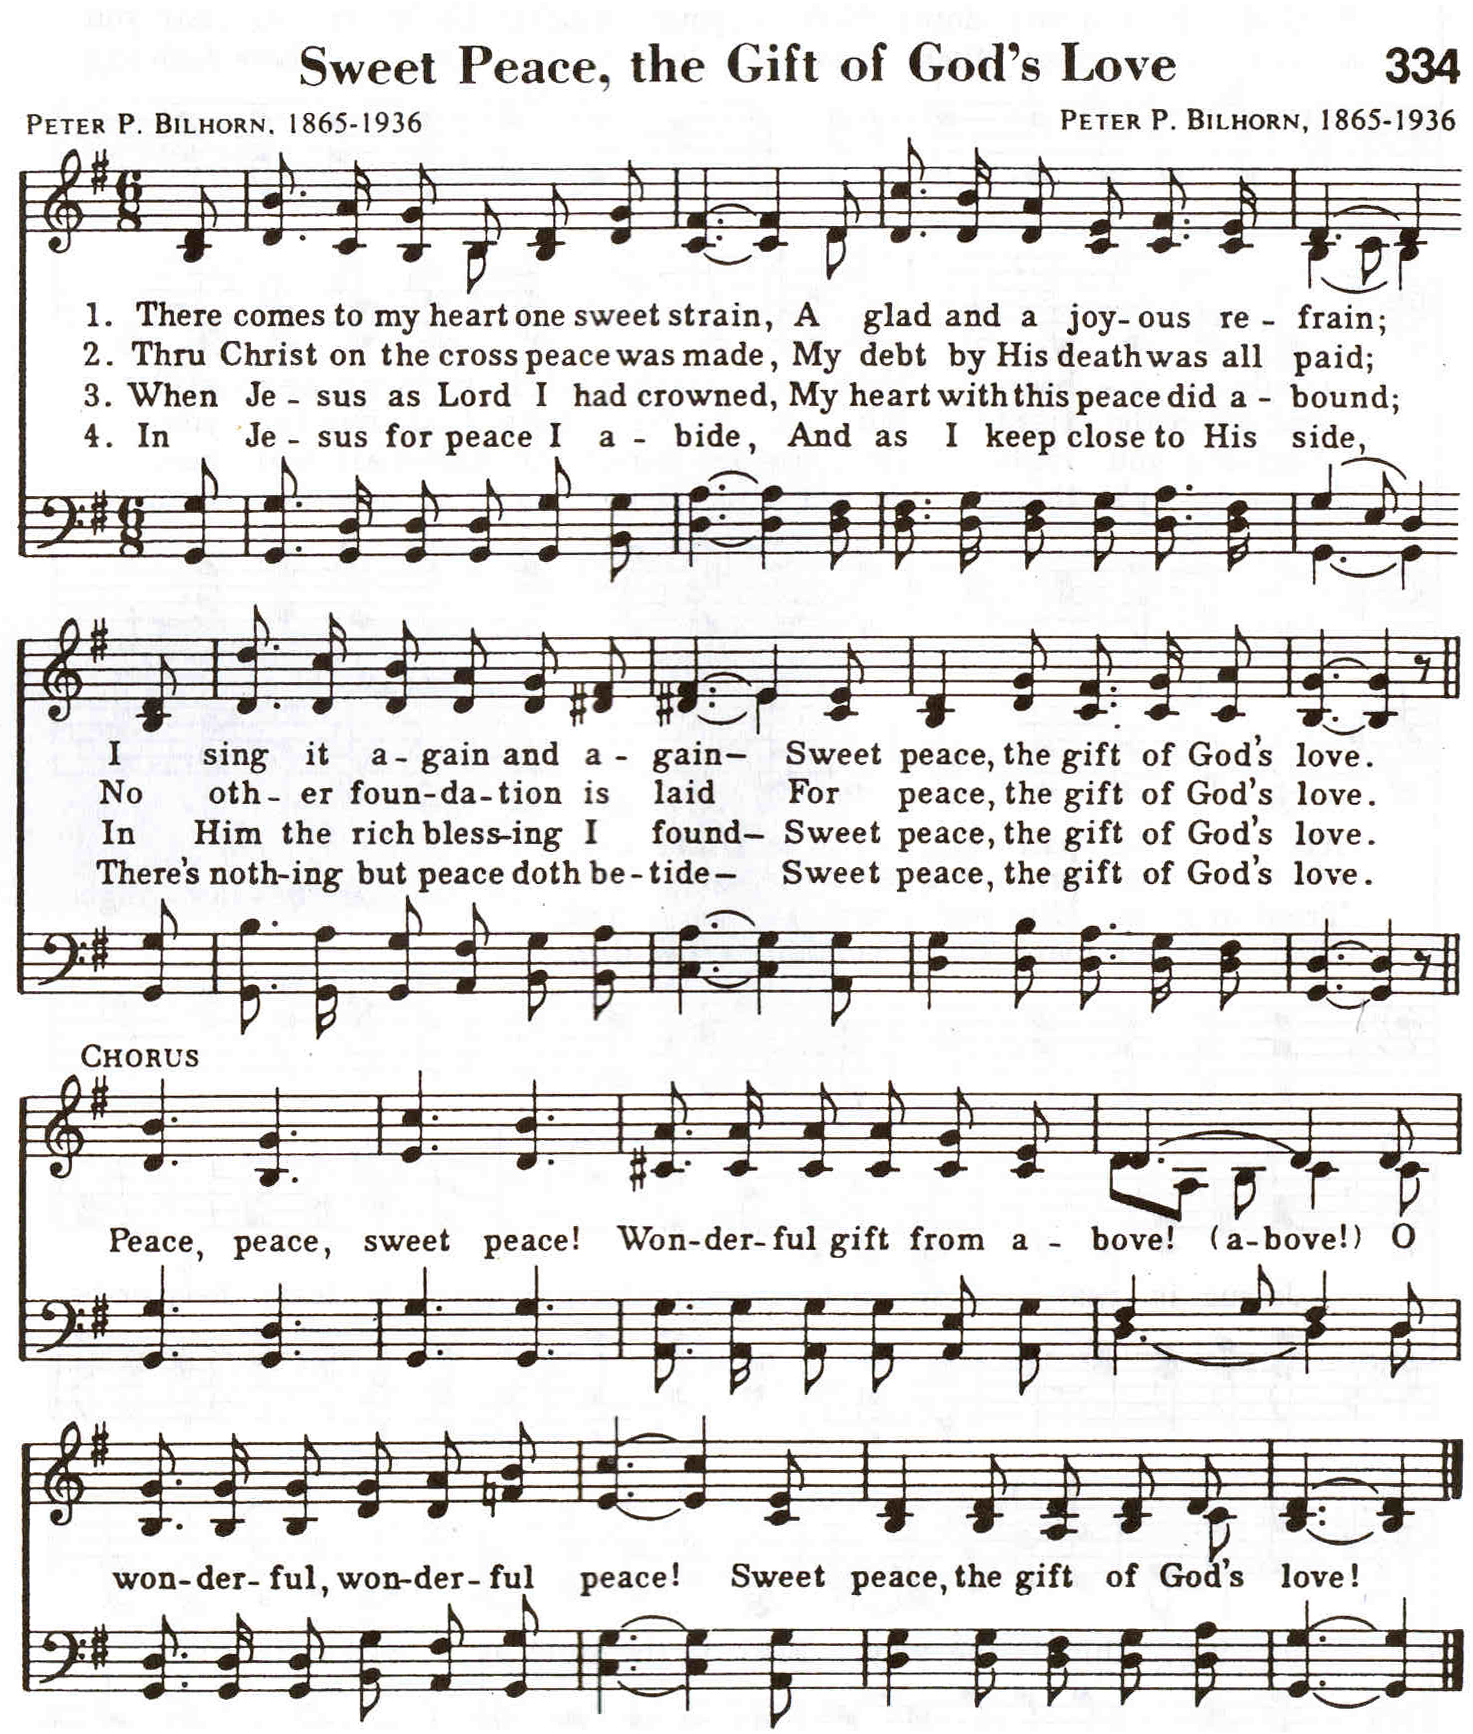 Sweet Peace, the Gift of God's Love 334
PETER P. BILHORN. 1865-1936 PETER P. BILHORN, 1865-1936
1. There comes to my heart one sweet strain, A glad and a joy-ous re-frain;
2. Thru Christ on the cross peace was made, My debt by His death was all paid;
3. When Je-sus as Lord I had crowned, My heart with this peace did a-bound;
4. In Je-sus for peace I a-bide, And as I keep close to His side,
I sing it a-gain and a-gain— Sweet peace, the gift of God's love.
No oth-er foun-da-tion is laid For peace, the gift of God's love.
In Him the rich bless-ing I found— Sweet peace, the gift of God's love.
There's noth-ing but peace doth be-tide— Sweet peace, the gift of God's love.
CHORUS
Peace, peace, sweet peace! Won-der-ful gift from a-bove! (a-bove!) O
won-der-ful, won-der-ful peace! Sweet peace, the gift of God's love!